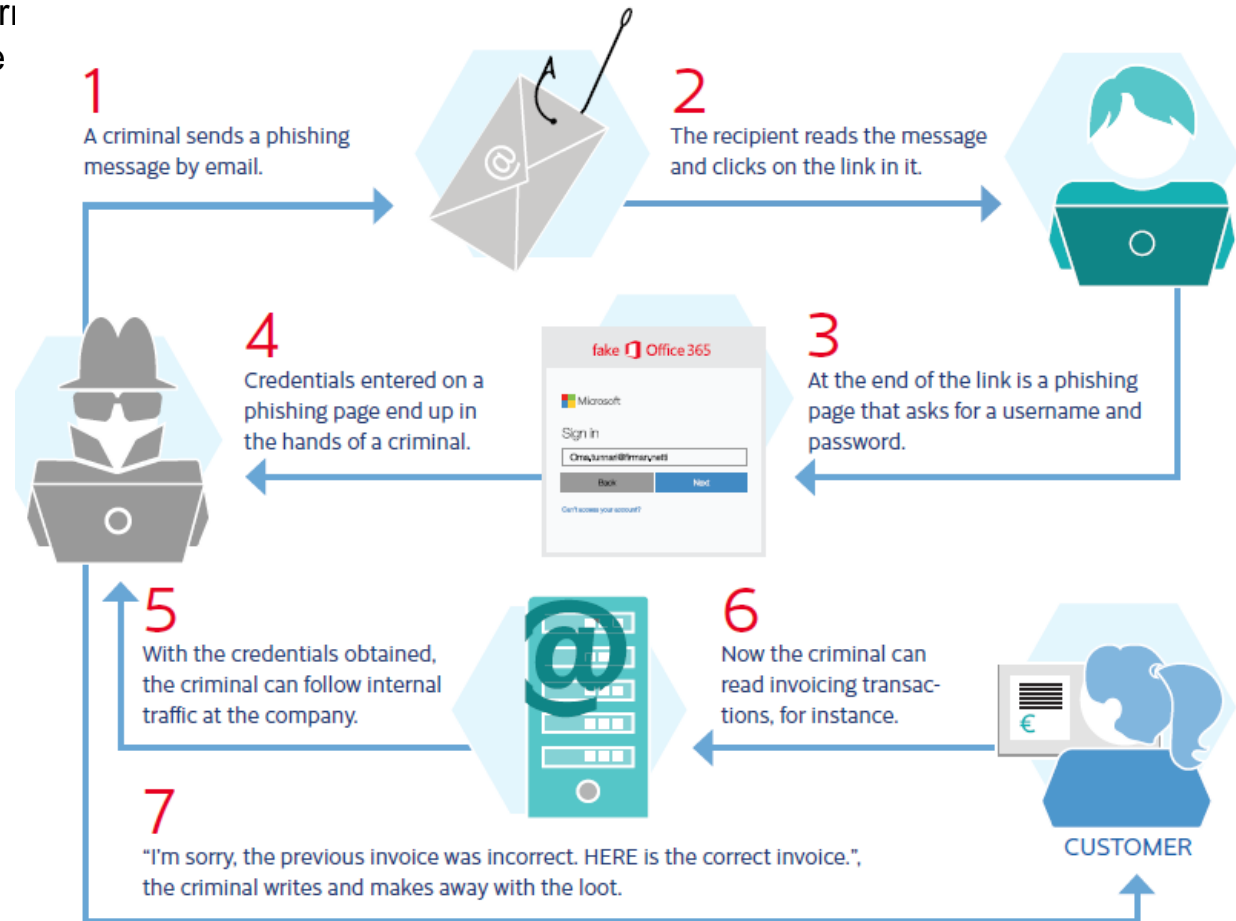 1
A criminal sends a phishing
message by email.
2
The recipient reads the message
and clicks on the link in it.
3
At the end of the link is a phishing
page that asks for a username and
password.
fake Office 365
Microsoft
Sign in
Back
Next
Can't access your account?
4
Credentials entered on a
phishing page end up in
the hands of a criminal.
5
With the credentials obtained,
the criminal can follow internal
traffic at the company.
@
6
Now the criminal can
read invoicing transac-
tions, for instance.
€
CUSTOMER
7
“I'm sorry, the previous invoice was incorrect. HERE is the correct invoice.”,
the criminal writes and makes away with the loot.